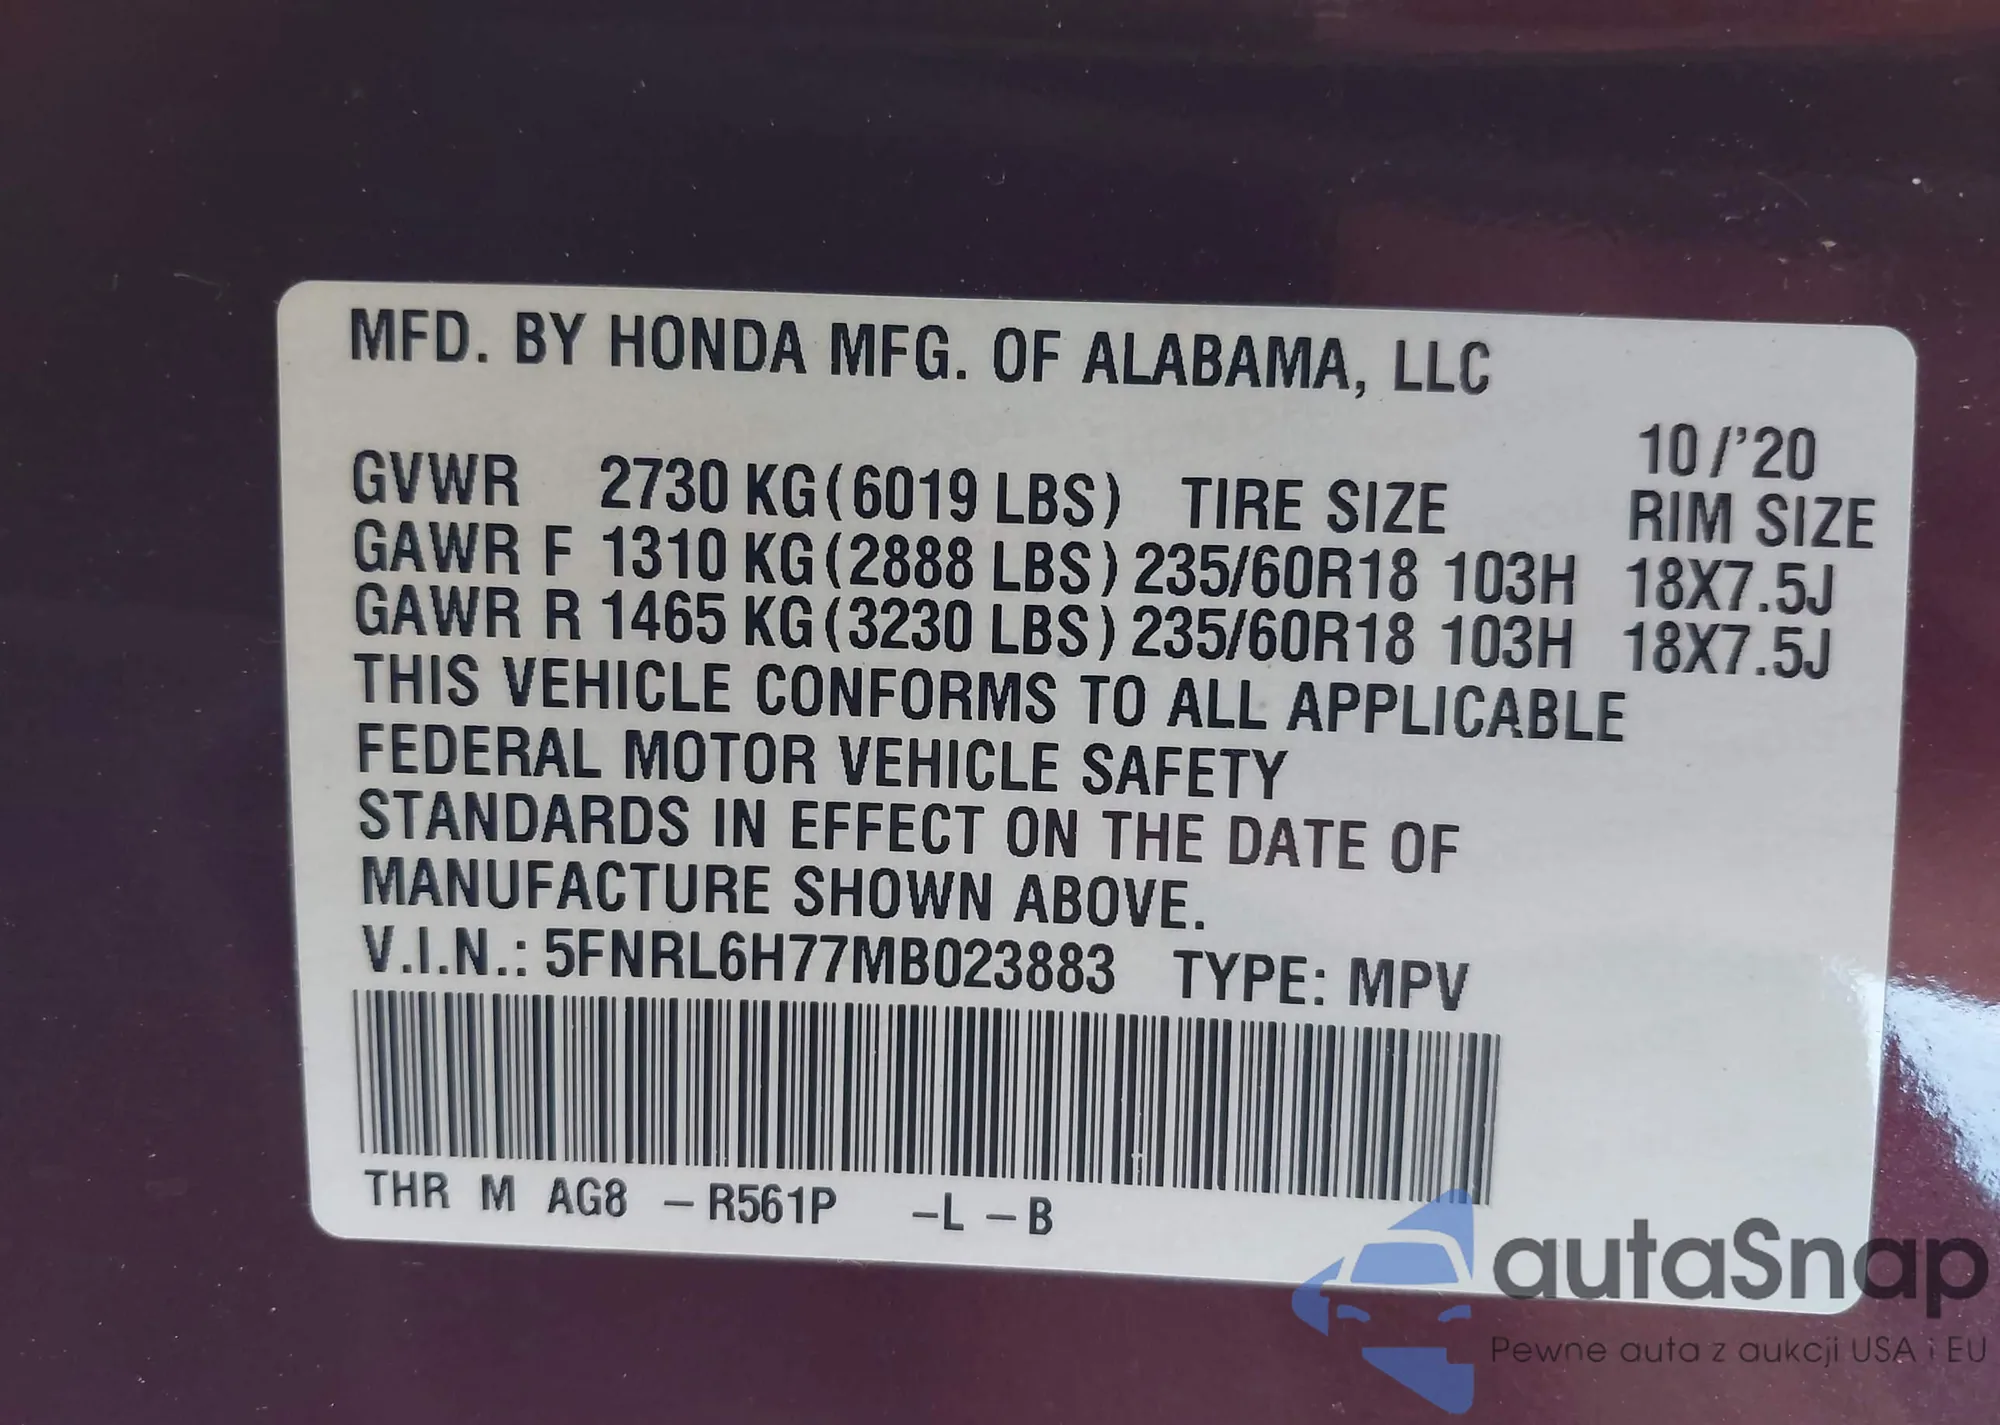 MFD. BY HONDA MFG. OF ALABAMA, LLC
10/'20
GVWR 2730 KG(6019 LBS) TIRE SIZE RIM SIZE
GAWR F 1310 KG(2888 LBS) 235/60R18 103H 18X7.5J
GAWR R 1465 KG(3230 LBS) 235/60R18 103H 18X7.5J
THIS VEHICLE CONFORMS TO ALL APPLICABLE
FEDERAL MOTOR VEHICLE SAFETY
STANDARDS IN EFFECT ON THE DATE OF
MANUFACTURE SHOWN ABOVE.
V.I.N.: 5FNRL6H77MB023883 TYPE: MPV
THR M AG8 –R561P –L –B
autaSnap
Pewne auta z aukcji USA i EU